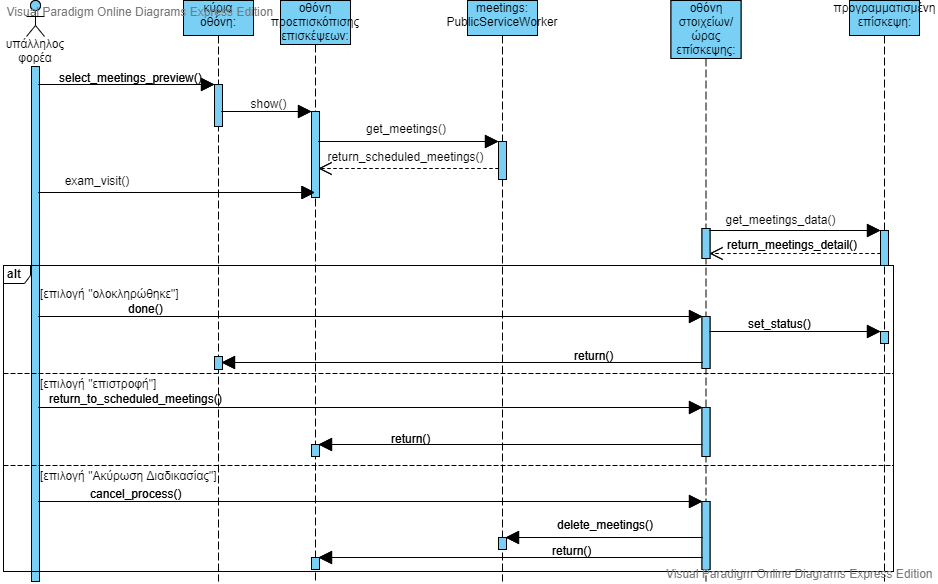 Visual Paradigm Online Diagrams Express Edition
κύρια
οθόνη:
οθόνη
προεπισκόπισης
επισκέψεων:
meetings:
PublicServiceWorker
οθόνη
στοιχείων/
ώρας
επίσκεψης:
προγραμματισμένη
επίσκεψη:
υπάλληλος
φορέα
select_meetings_preview()
show()
get_meetings()
return_scheduled_meetings()
exam_visit()
get_meetings_data()
return_meetings_detail()
alt
[επιλογή "ολοκληρώθηκε"]
done()
set_status()
return()
[επιλογή "επιστροφή"]
return_to_scheduled_meetings()
return()
[επιλογή "Ακύρωση Διαδικασίας"]
cancel_process()
delete_meetings()
return()
Visual Paradigm Online Diagrams Express Edition